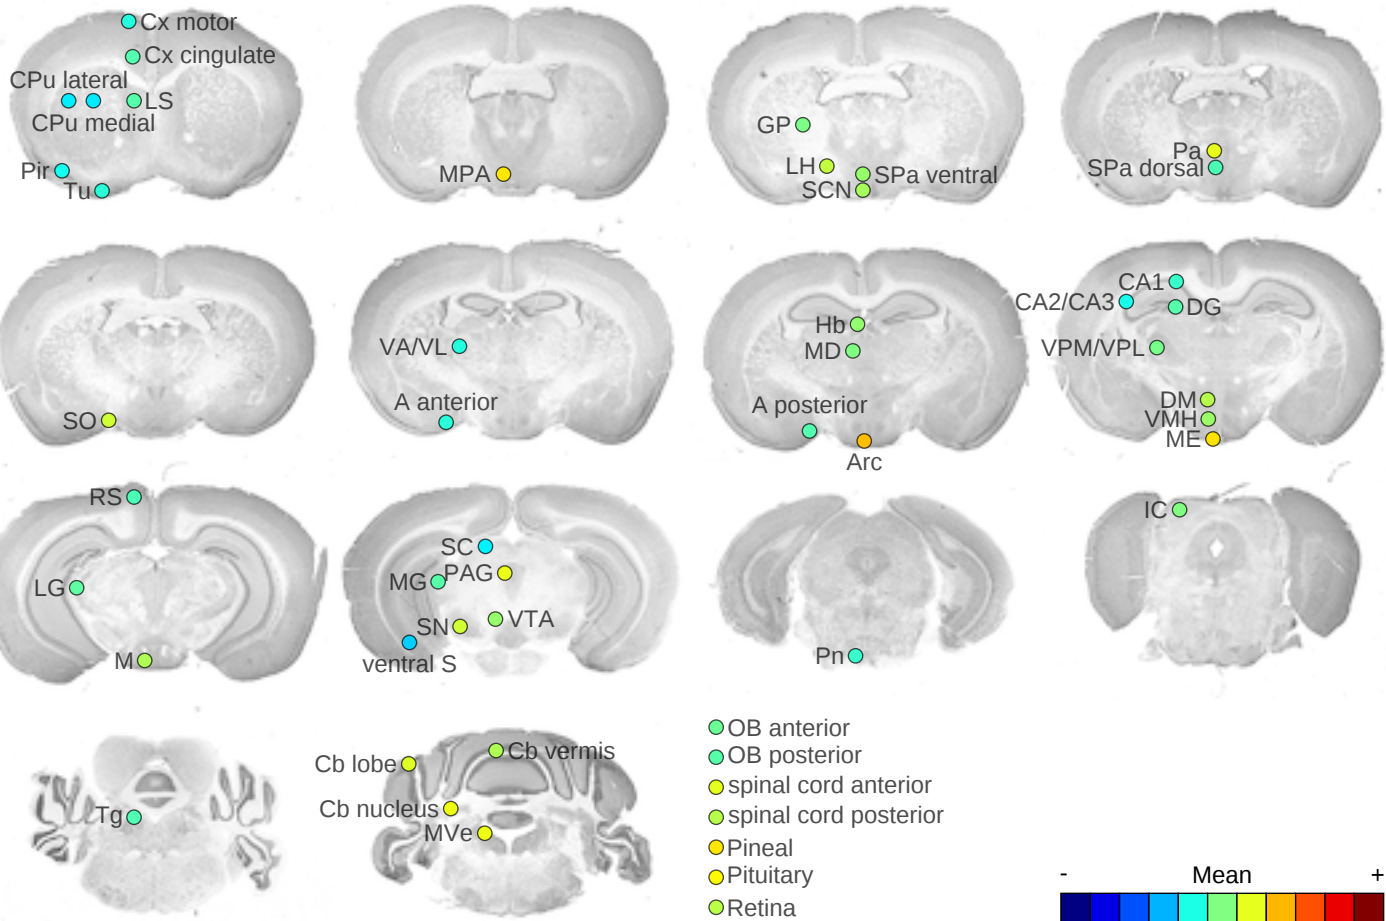 Cx motor
Cx cingulate
CPu lateral
LS
CPu medial
Pir
Tu
MPA
GP
LH
SPa ventral
SCN
Pa
SPa dorsal
SO
VA/VL
A anterior
Hb
MD
A posterior
Arc
CA1
CA2/CA3
DG
VPM/VPL
DM
VMH
ME
RS
LG
M
SC
MG
PAG
SN
VTA
ventral S
Pn
IC
Tg
Cb lobe
Cb vermis
Cb nucleus
MVe
OB anterior
OB posterior
spinal cord anterior
spinal cord posterior
Pineal
Pituitary
Retina
- Mean +